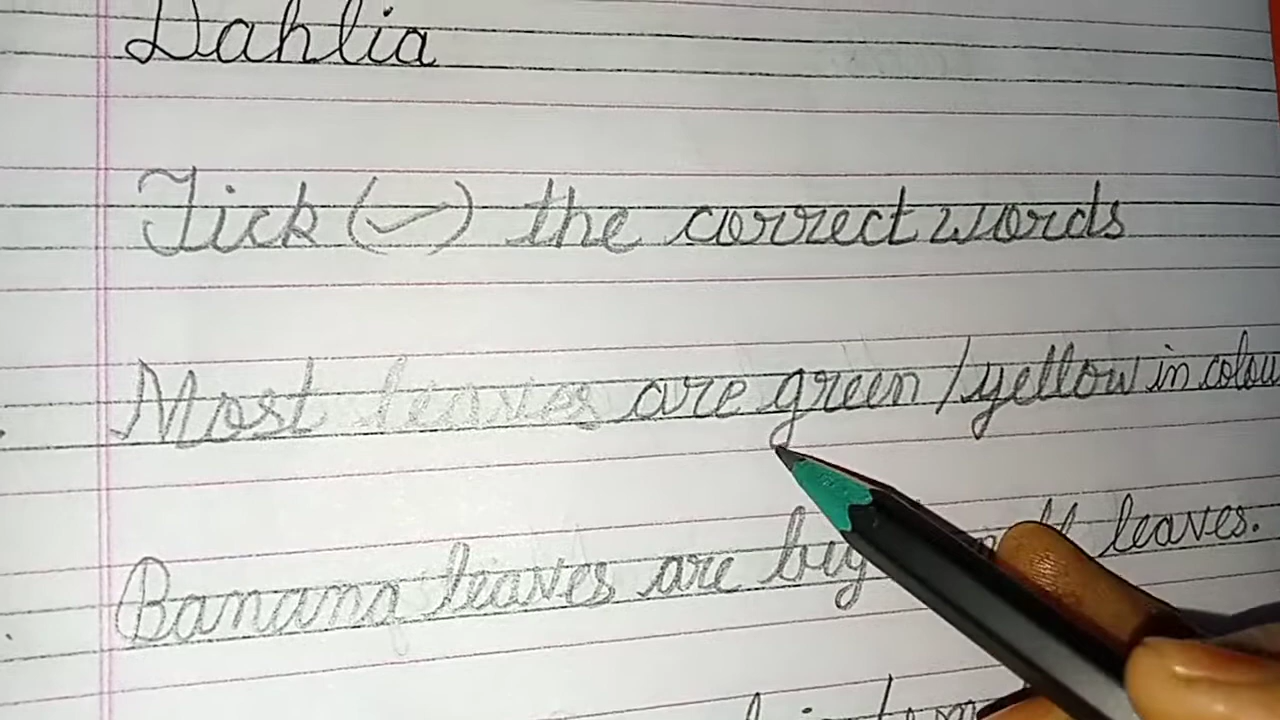 Dahlia
Tick (✓) the correct words
Most leaves are green/yellow in colou
Banana leaves are big leaves.